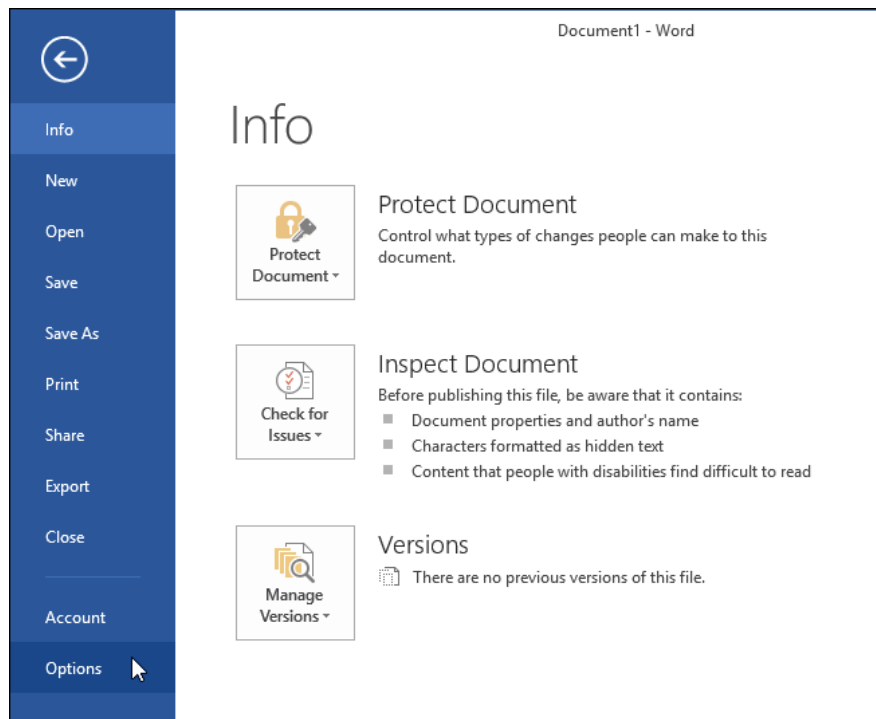 Document1 - Word
Info
New
Open
Save
Save As
Print
Share
Export
Close
Account
Options
Info
Protect
Document
Protect Document
Control what types of changes people can make to this
document.
Check for
Issues
Inspect Document
Before publishing this file, be aware that it contains:
Document properties and author's name
Characters formatted as hidden text
Content that people with disabilities find difficult to read
Manage
Versions
Versions
There are no previous versions of this file.